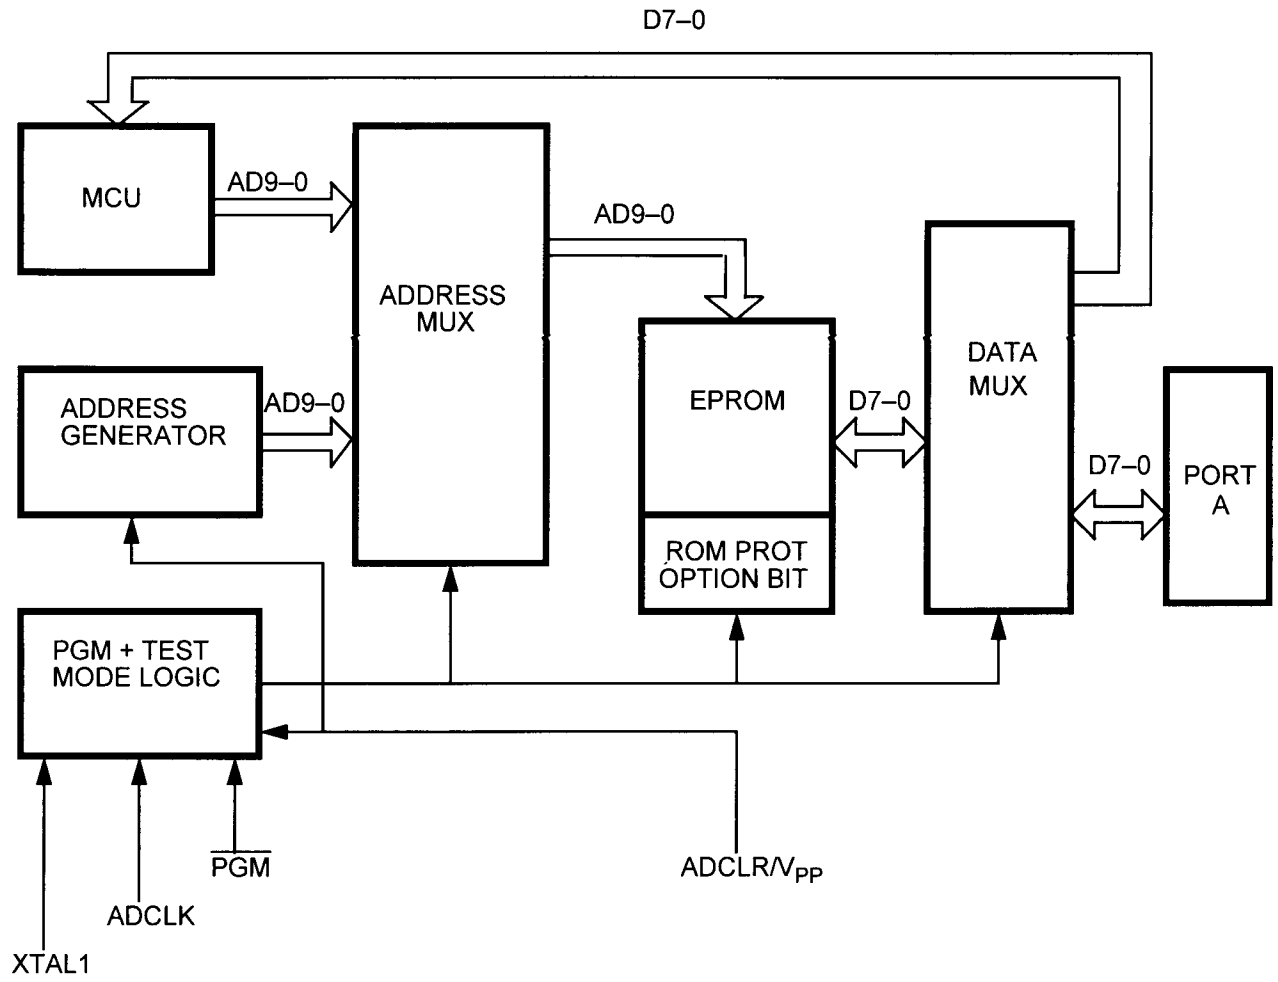 D7–0
MCU
AD9–0
AD9–0
ADDRESS
MUX
DATA
MUX
ADDRESS
GENERATOR
AD9–0
EPROM
D7–0
D7–0
PORT
A
ROM PROT
OPTION BIT
PGM + TEST
MODE LOGIC
PGM
ADCLR/VPP
ADCLK
XTAL1